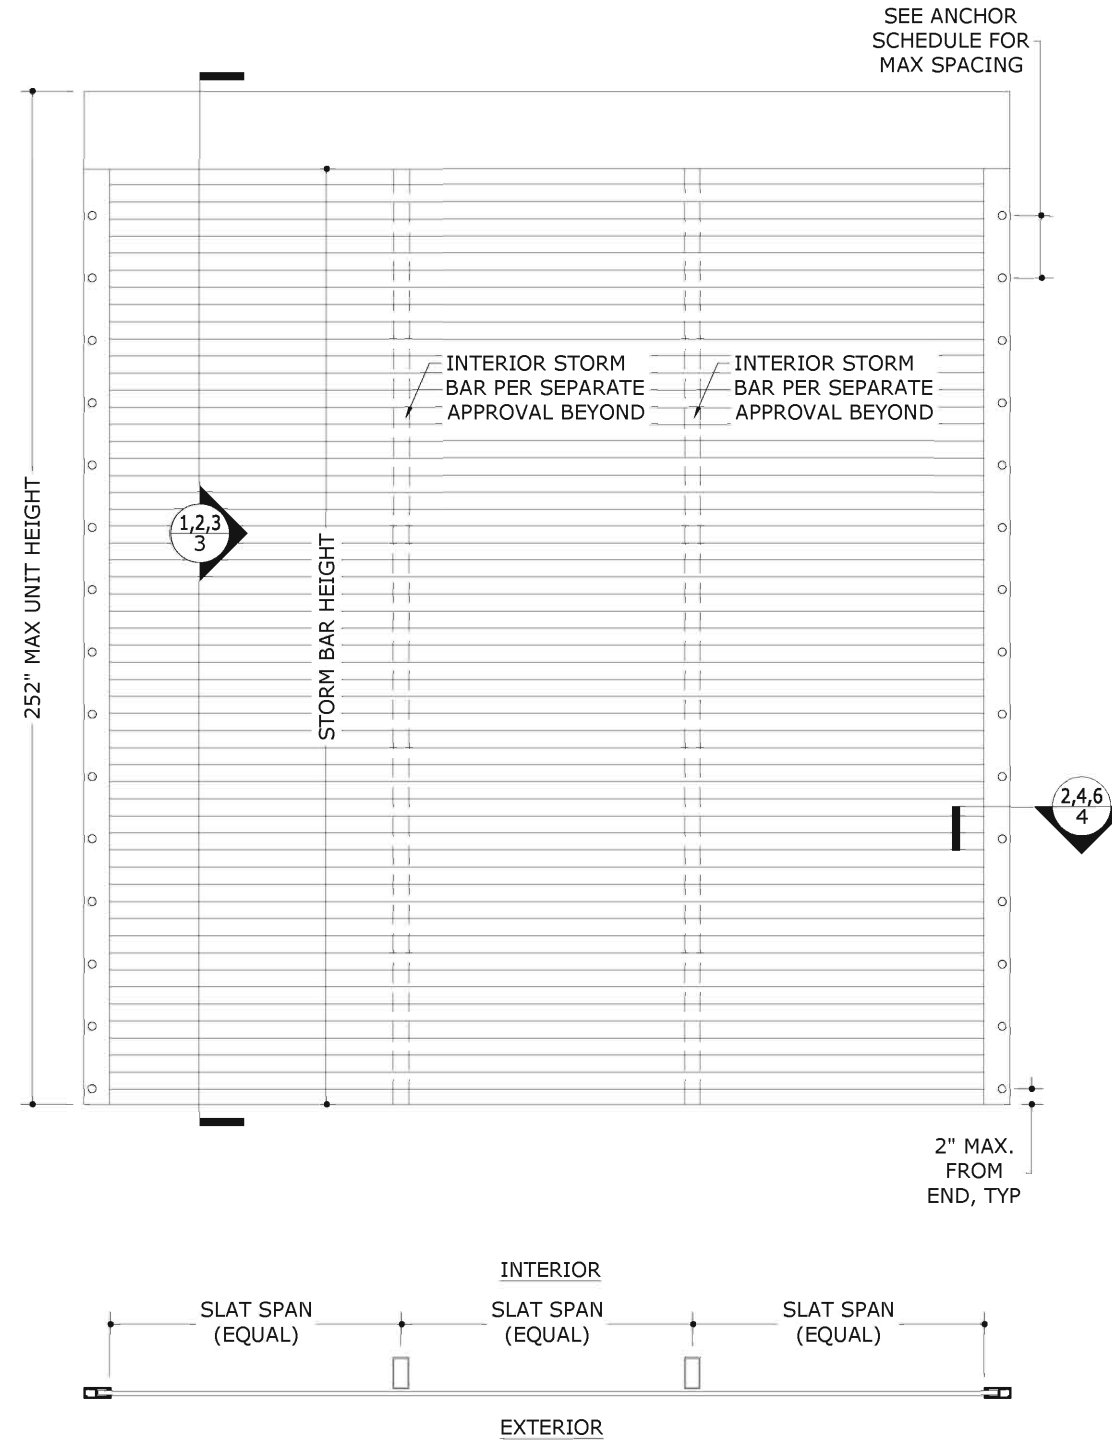 SEE ANCHOR
SCHEDULE FOR
MAX SPACING
INTERIOR STORM
BAR PER SEPARATE
APPROVAL BEYOND
INTERIOR STORM
BAR PER SEPARATE
APPROVAL BEYOND
252" MAX UNIT HEIGHT
1,2,3
3
STORM BAR HEIGHT
2,4,6
4
2" MAX.
FROM
END, TYP
INTERIOR
SLAT SPAN
(EQUAL)
SLAT SPAN
(EQUAL)
SLAT SPAN
(EQUAL)
EXTERIOR